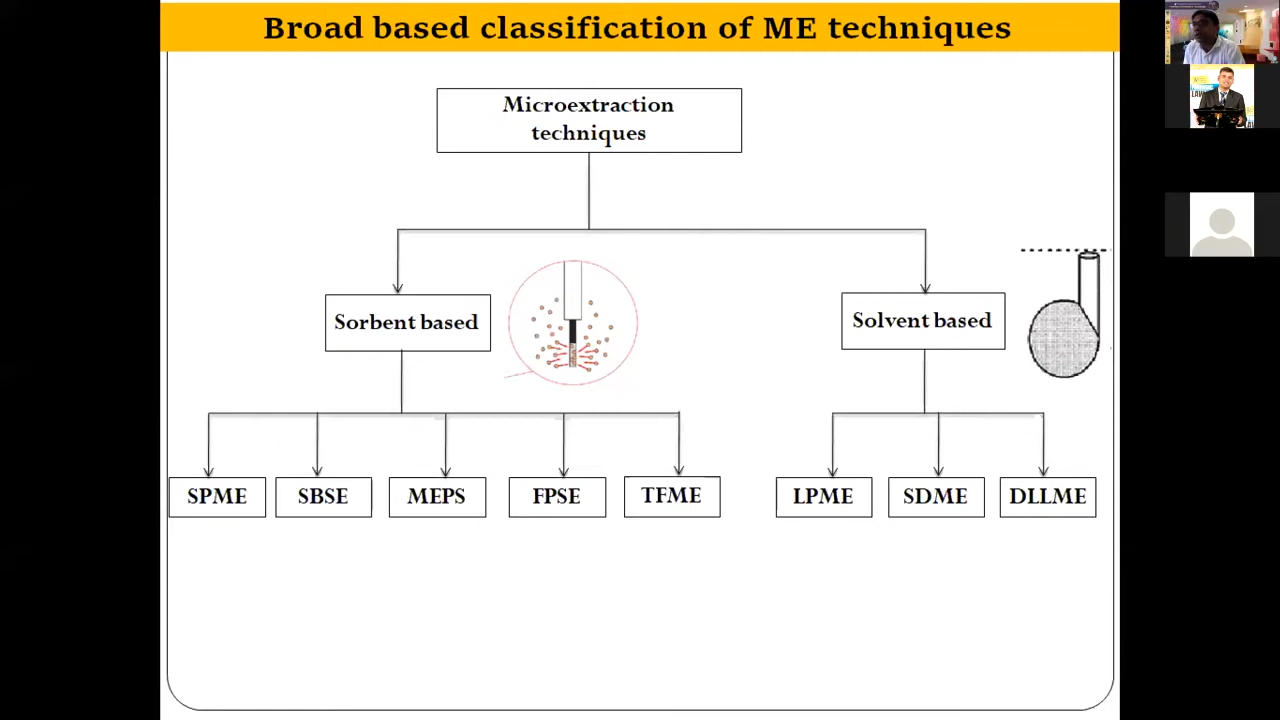 Broad based classification of ME techniques
Microextraction
techniques
Sorbent based
Solvent based
SPME
SBSE
MEPS
FPSE
TFME
LPME
SDME
DLLME
LAW